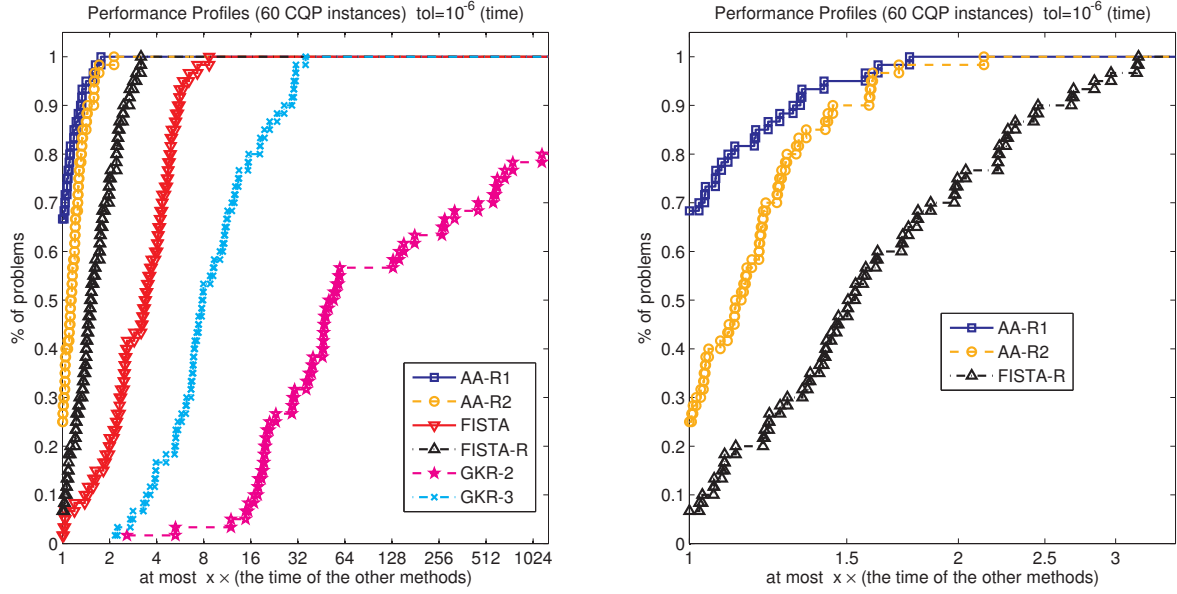 Performance Profiles (60 CQP instances) tol=10^-6 (time)
% of problems
1
0.9
0.8
0.7
0.6
0.5
0.4
0.3
0.2
0.1
0
AA-R1
AA-R2
FISTA
FISTA-R
GKR-2
GKR-3
1 2 4 8 16 32 64 128 256 512 1024
at most x × (the time of the other methods)
Performance Profiles (60 CQP instances) tol=10^-6 (time)
% of problems
1
0.9
0.8
0.7
0.6
0.5
0.4
0.3
0.2
0.1
0
AA-R1
AA-R2
FISTA-R
1 1.5 2 2.5 3
at most x × (the time of the other methods)